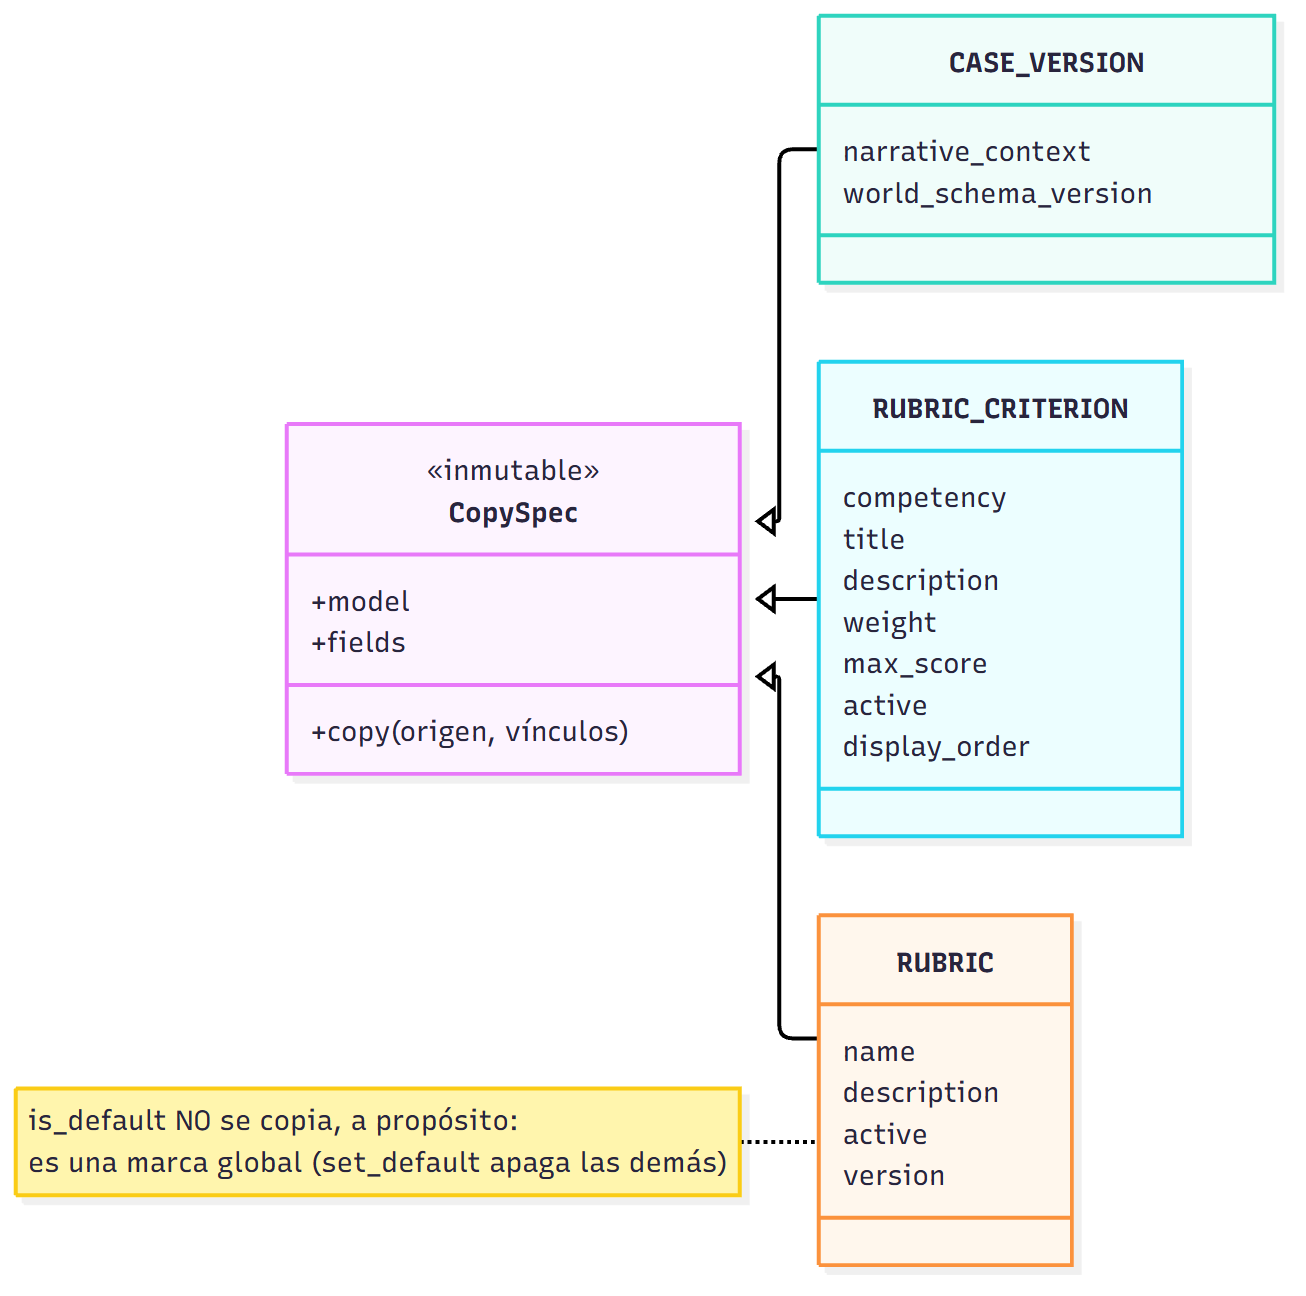 CASE_VERSION
narrative_context
world_schema_version
RUBRIC_CRITERION
competency
title
description
weight
max_score
active
display_order
«inmutable»
CopySpec
+model
+fields
+copy(origen, vínculos)
RUBRIC
name
description
active
version
is_default NO se copia, a propósito:
es una marca global (set_default apaga las demás)